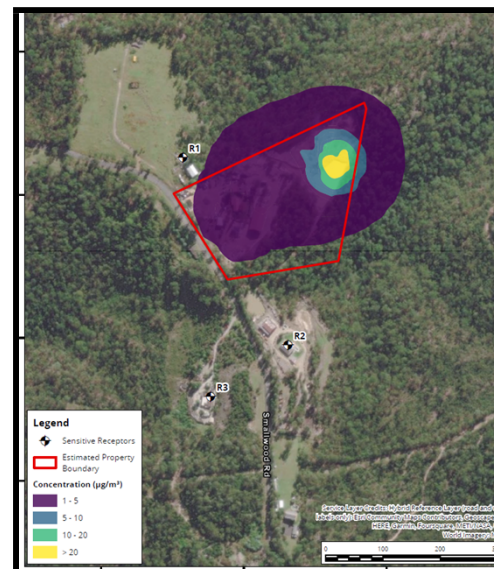 R1
R2
R3
Smallwood Rd
Legend
Sensitive Receptors
Estimated Property
Boundary
Concentration (µg/m³)
1 - 5
5 - 10
10 - 20
> 20
Service Layer Credits: Hybrid Reference Layer (road and
labels only): Esri Community Maps Contributors, Geoscape
HERE, Garmin, Foursquare, METI/NASA,
World Imagery:
0 100 200